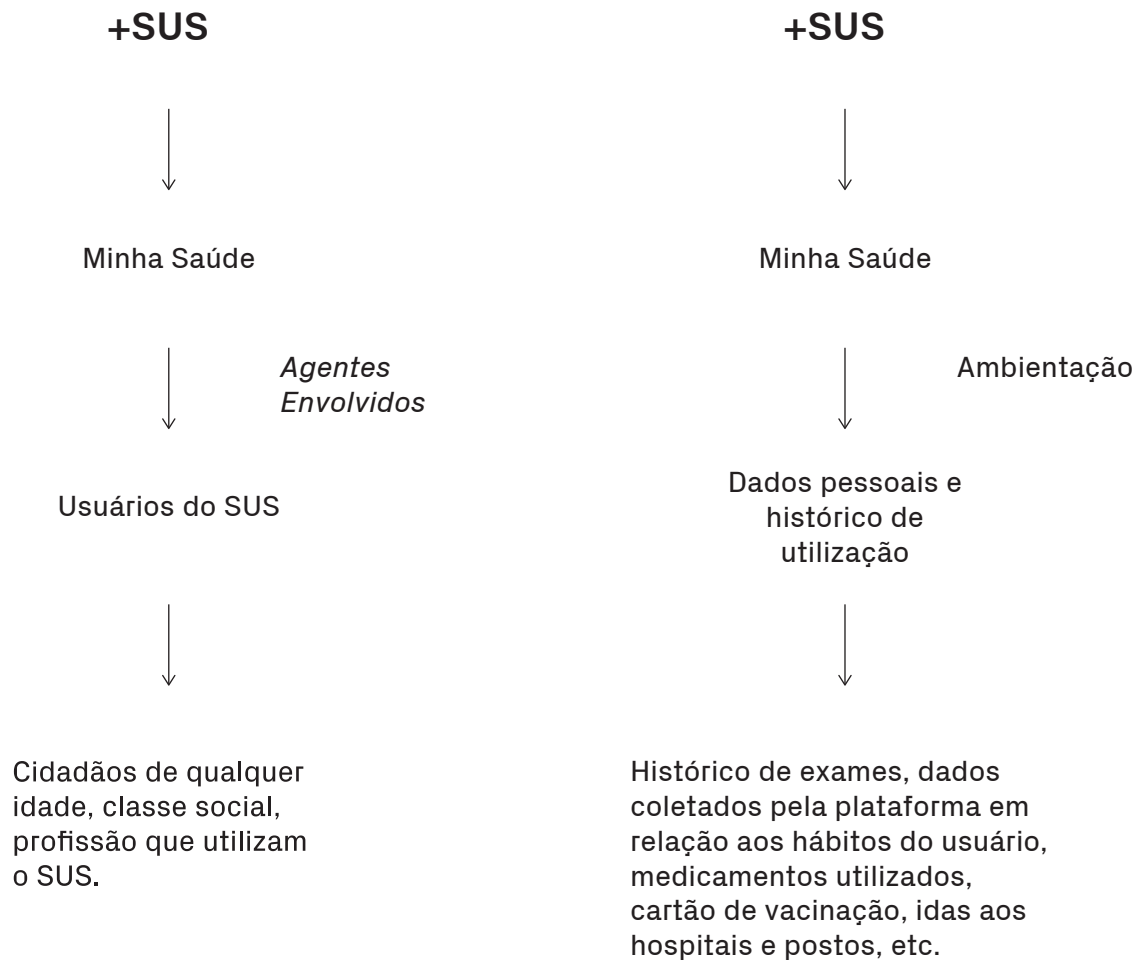 +SUS
Minha Saúde
Agentes
Envolvidos
Usuários do SUS
Cidadãos de qualquer
idade, classe social,
profissão que utilizam
o SUS.
+SUS
Minha Saúde
Ambientação
Dados pessoais e
histórico de
utilização
Histórico de exames, dados
coletados pela plataforma em
relação aos hábitos do usuário,
medicamentos utilizados,
cartão de vacinação, idas aos
hospitais e postos, etc.